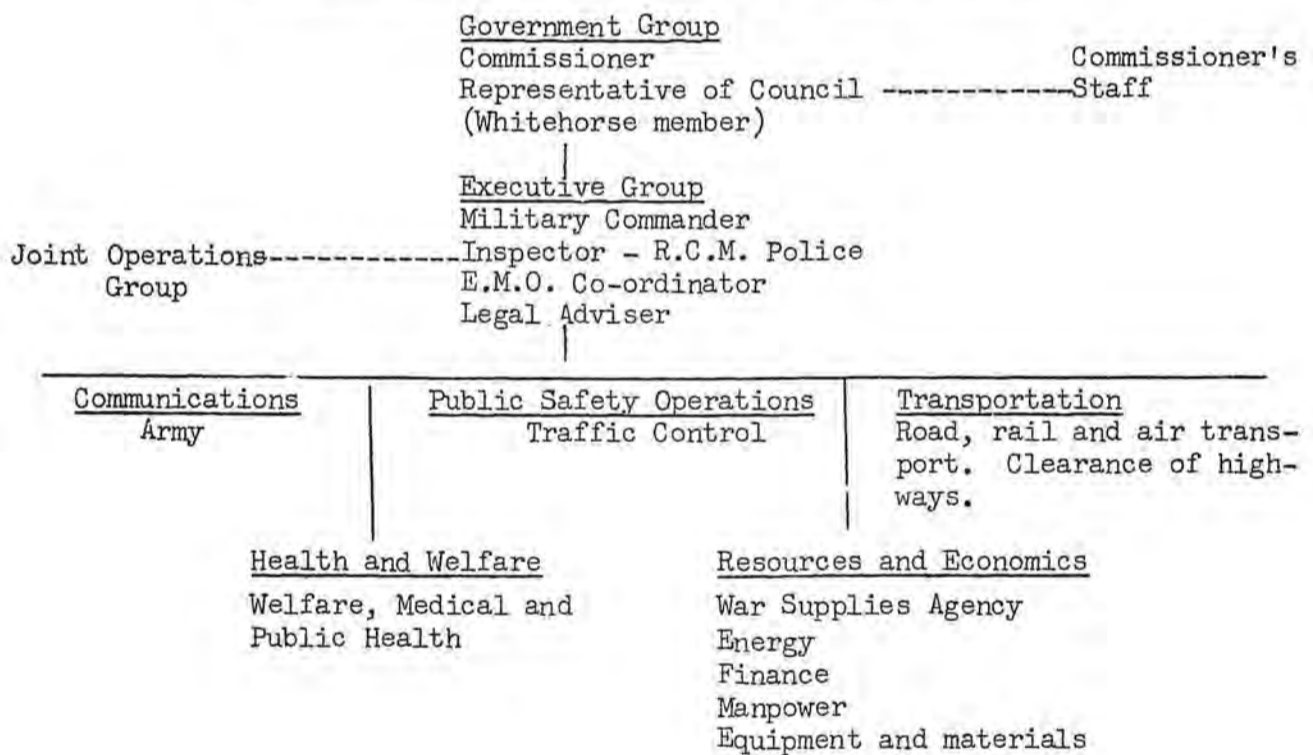 Government Group
Commissioner
Representative of Council
(Whitehorse member)
Commissioner's
Staff
Executive Group
Military Commander
Inspector - R.C.M. Police
E.M.O. Co-ordinator
Legal Adviser
Joint Operations
Group
Communications
Army
Public Safety Operations
Traffic Control
Transportation
Road, rail and air trans-
port. Clearance of high-
ways.
Health and Welfare
Welfare, Medical and
Public Health
Resources and Economics
War Supplies Agency
Energy
Finance
Manpower
Equipment and materials